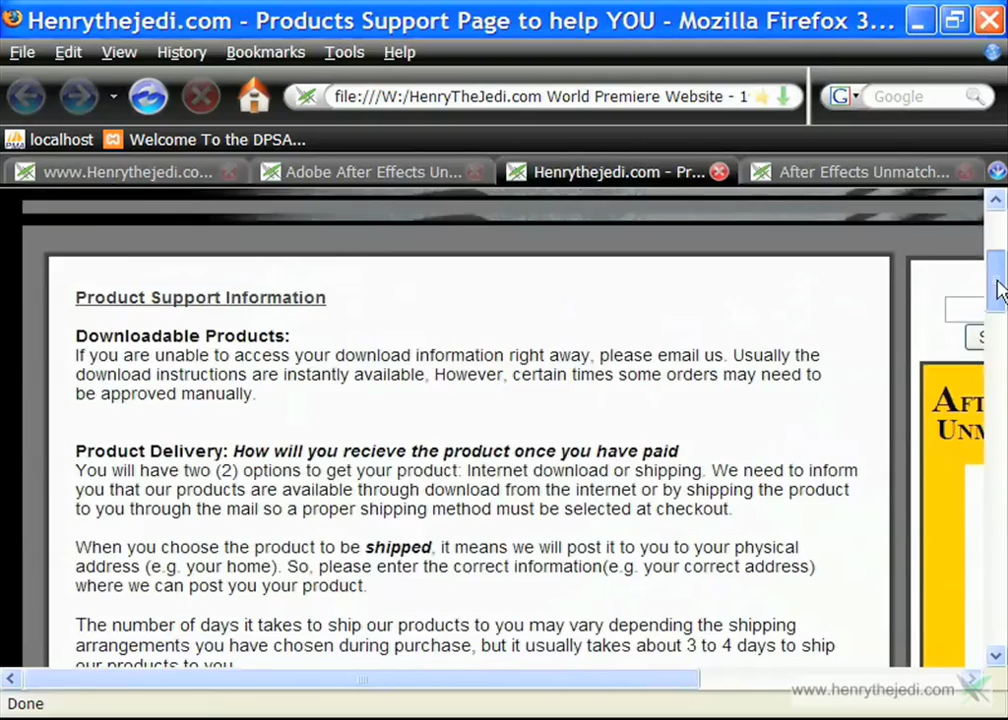 Henrythejedi.com - Products Support Page to help YOU - Mozilla Firefox 3...
File Edit View History Bookmarks Tools Help
file:///W:/HenryTheJedi.com World Premiere Website - 1
G Google
localhost Welcome To the DPSA...
www.Henrythejedi.co... Adobe After Effects Un... Henrythejedi.com - Pr... After Effects Unmatch...
Product Support Information
Downloadable Products:
If you are unable to access your download information right away, please email us. Usually the
download instructions are instantly available, However, certain times some orders may need to
be approved manually.
Product Delivery: How will you recieve the product once you have paid
You will have two (2) options to get your product: Internet download or shipping. We need to inform
you that our products are available through download from the internet or by shipping the product
to you through the mail so a proper shipping method must be selected at checkout.
When you choose the product to be shipped, it means we will post it to you to your physical
address (e.g. your home). So, please enter the correct information(e.g. your correct address)
where we can post you your product.
The number of days it takes to ship our products to you may vary depending the shipping
arrangements you have chosen during purchase, but it usually takes about 3 to 4 days to ship
our products to you
S
AFT
UNM
www.henrythejedi.com
Done